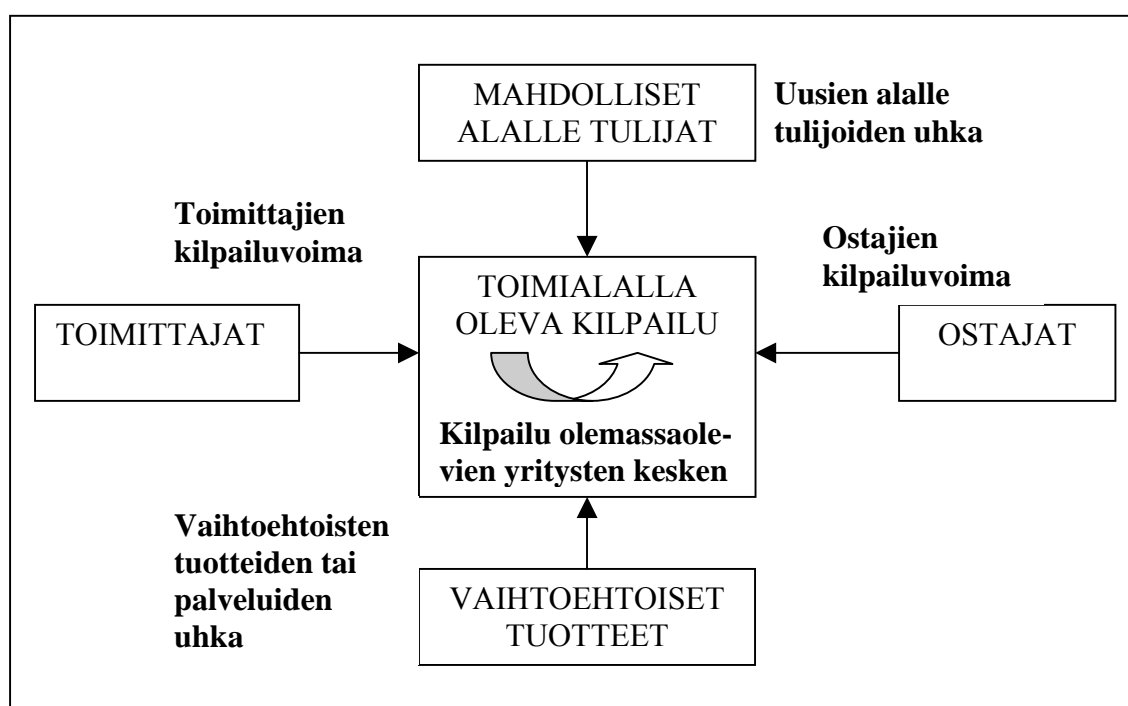 MAHDOLLISET
ALALLE TULIJAT
Uusien alalle
tulijoiden uhka
Toimittajien
kilpailuvoima
Ostajien
kilpailuvoima
TOIMITTAJAT
TOIMIALALLA
OLEVA KILPAILU
Kilpailu olemassaole-
vien yritysten kesken
OSTAJAT
Vaihtoehtoisten
tuotteiden tai
palveluiden
uhka
VAIHTOEHTOISET
TUOTTEET